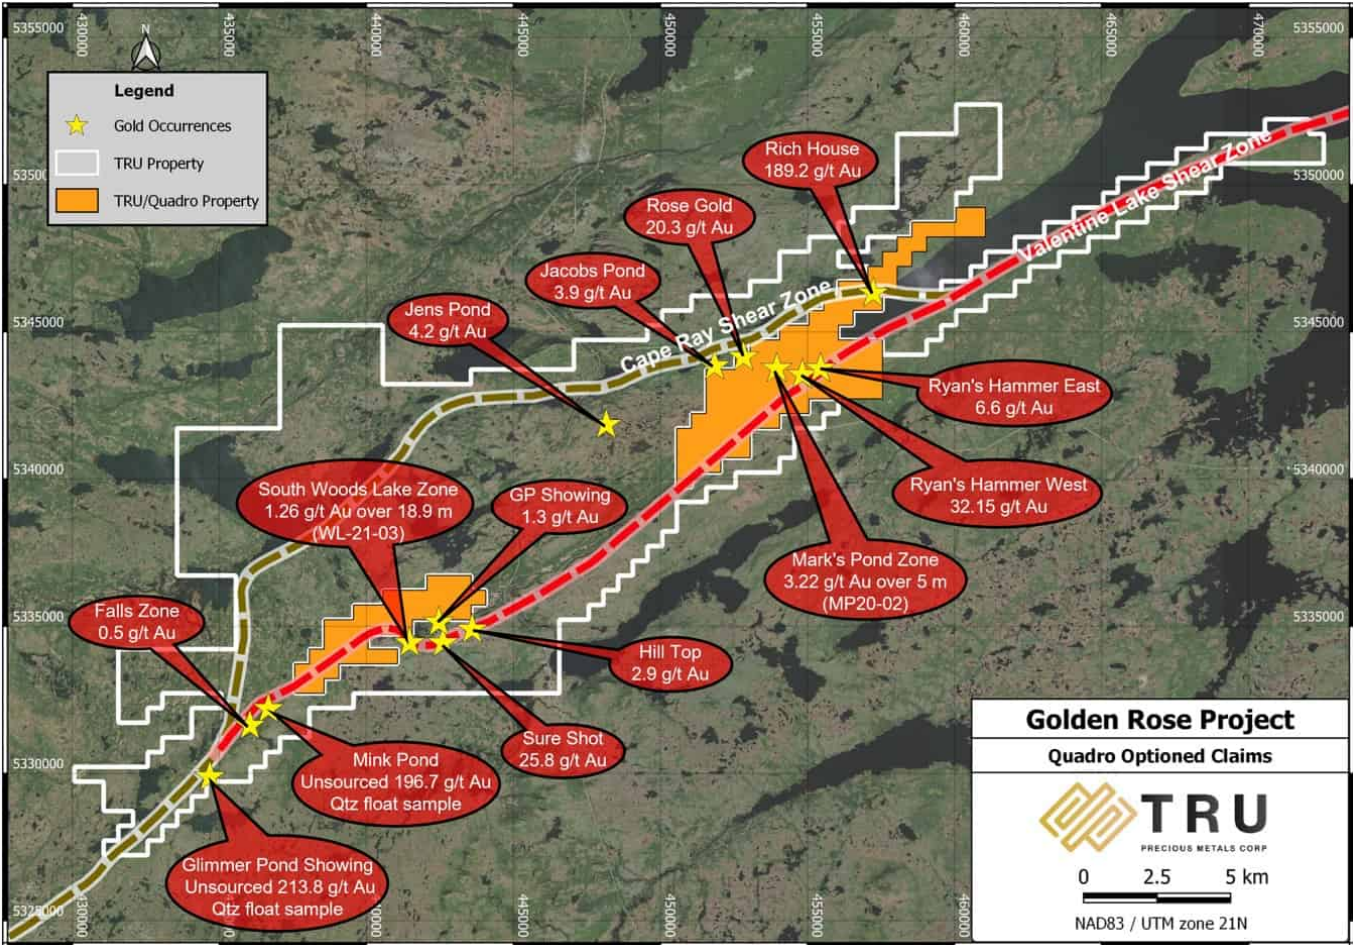 430000
435000
440000
445000
450000
455000
460000
465000
470000
5355000
5355000
N
Legend
Gold Occurrences
TRU Property
TRU/Quadro Property
Rich House
189.2 g/t Au
Rose Gold
20.3 g/t Au
Jacobs Pond
3.9 g/t Au
Jens Pond
4.2 g/t Au
Valentine Lake Shear Zone
Cape Ray Shear Zone
5350000
5350000
5345000
5345000
Ryan's Hammer East
6.6 g/t Au
Ryan's Hammer West
32.15 g/t Au
Mark's Pond Zone
3.22 g/t Au over 5 m
(MP20-02)
5340000
5340000
South Woods Lake Zone
1.26 g/t Au over 18.9 m
(WL-21-03)
GP Showing
1.3 g/t Au
Falls Zone
0.5 g/t Au
5335000
5335000
Hill Top
2.9 g/t Au
Sure Shot
25.8 g/t Au
Mink Pond
Unsourced 196.7 g/t Au
Qtz float sample
5330000
Glimmer Pond Showing
Unsourced 213.8 g/t Au
Qtz float sample
5325000
430000
440000
445000
450000
455000
Golden Rose Project
Quadro Optioned Claims
TRU
PRECIOUS METALS CORP
0 2.5 5 km
NAD83 / UTM zone 21N